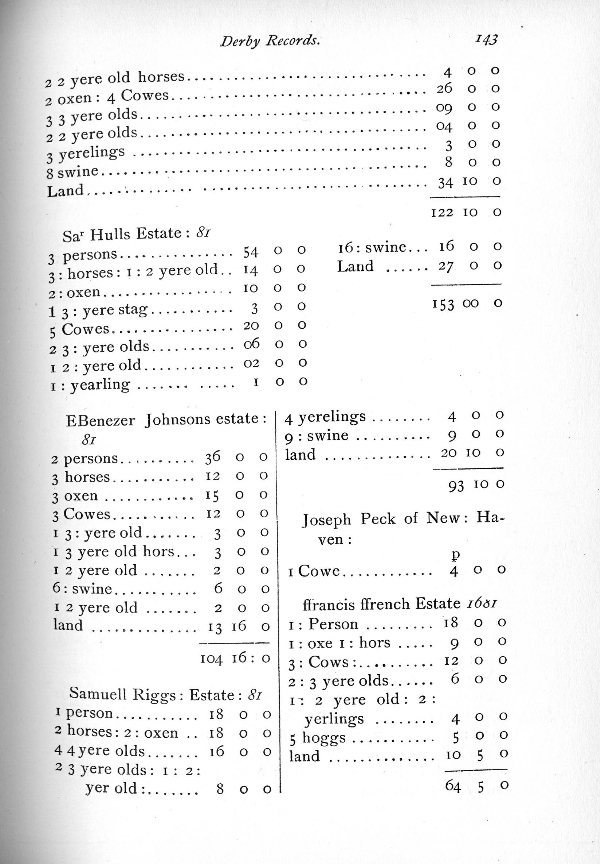 Derby Records. 143
2 2 yere old horses.............................. 4 0 0
2 oxen : 4 Cowes................................. 26 0 0
3 3 yere olds.................................... 09 0 0
2 2 yere olds.................................... 04 0 0
3 yerelings ..................................... 3 0 0
8 swine.......................................... 8 0 0
Land............................................. 34 10 0
122 10 0
Sar Hulls Estate : 81
3 persons............... 54 0 0
3 : horses : 1 : 2 yere old.. 14 0 0
2 : oxen................. 10 0 0
1 3 : yere stag........... 3 0 0
5 Cowes................ 20 0 0
2 3 : yere olds........... 06 0 0
1 2 : yere old............ 02 0 0
1 : yearling ....... ..... 1 0 0
16 : swine... 16 0 0
Land ...... 27 0 0
153 00 0
EBenezer Johnsons estate :
81
2 persons.......... 36 0 0
3 horses........... 12 0 0
3 oxen ............ 15 0 0
3 Cowes........... 12 0 0
1 3 : yere old....... 3 0 0
1 3 yere old hors... 3 0 0
1 2 yere old ....... 2 0 0
6 : swine........... 6 0 0
1 2 yere old ....... 2 0 0
land .............. 13 16 0
104 16 : 0
Samuell Riggs : Estate : 81
1 person........... 18 0 0
2 horses : 2 : oxen .. 18 0 0
4 4 yere olds....... 16 0 0
2 3 yere olds : 1 : 2 :
yer old :....... 8 0 0
4 yerelings ........ 4 0 0
9 : swine .......... 9 0 0
land .............. 20 10 0
93 10 0
Joseph Peck of New : Ha-
ven :
p
1 Cowe............ 4 0 0
ffrancis ffrench Estate 1681
1 : Person ......... 18 0 0
1 : oxe 1 : hors ..... 9 0 0
3 : Cows :.......... 12 0 0
2 : 3 yere olds...... 6 0 0
1 : 2 yere old : 2 :
yerlings ........ 4 0 0
5 hoggs ........... 5 0 0
land .............. 10 5 0
64 5 0